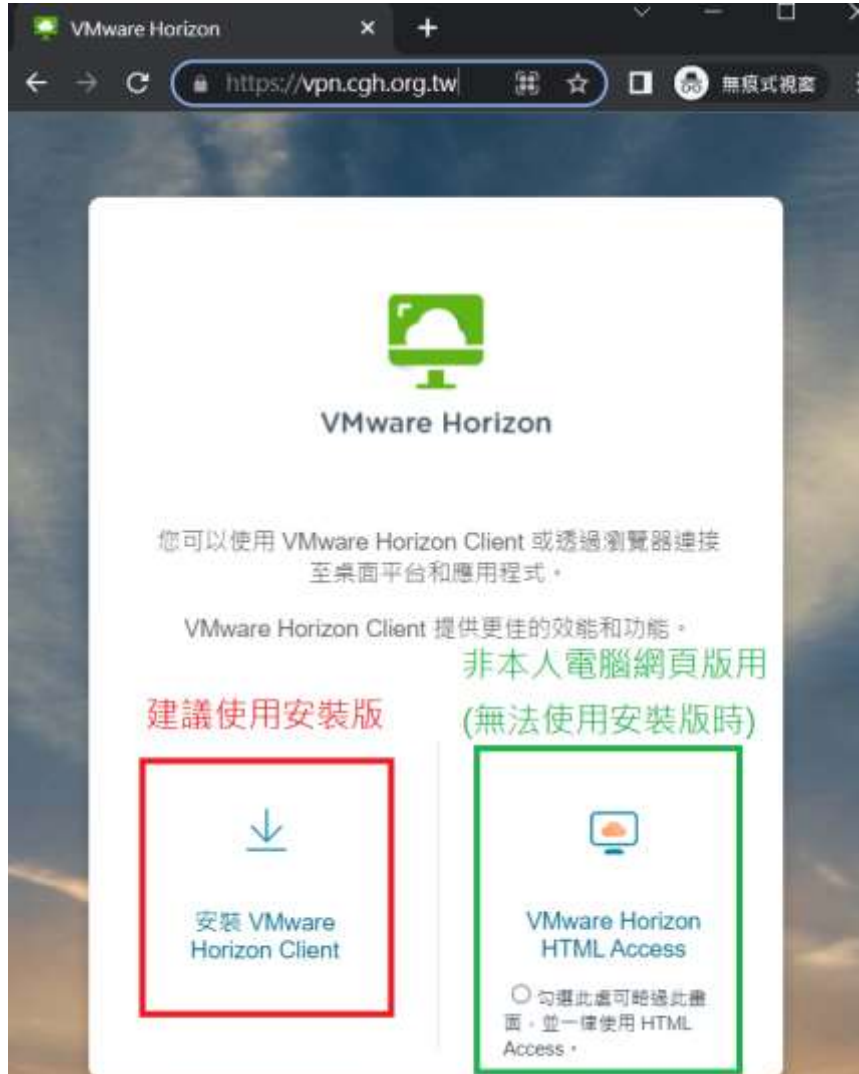 VMware Horizon
https://vpn.cgh.org.tw
無痕式視窗
VMware Horizon
您可以使用 VMware Horizon Client 或透過瀏覽器連接
至桌面平台和應用程式。
VMware Horizon Client 提供更佳的效能和功能。
非本人電腦網頁版用
建議使用安裝版
(無法使用安裝版時)
安裝 VMware
Horizon Client
VMware Horizon
HTML Access
勾選此處可略過此畫
面，並一律使用 HTML
Access。